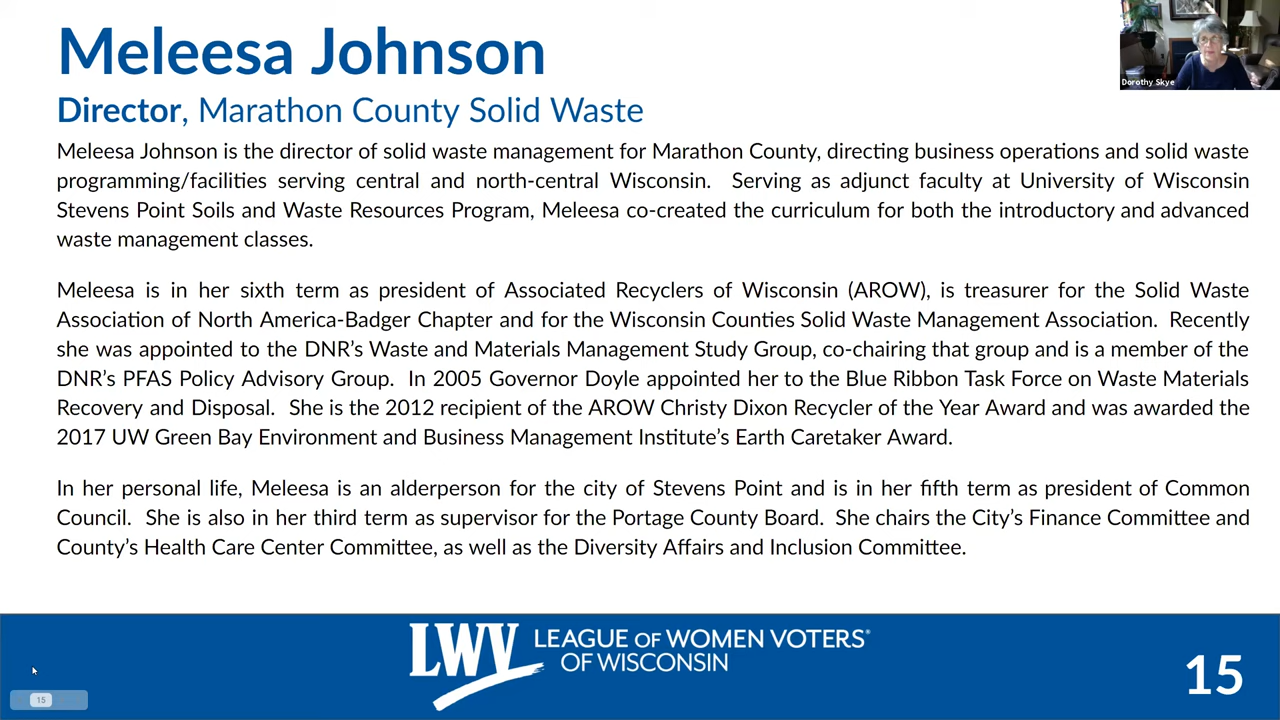 Meleesa Johnson
Director, Marathon County Solid Waste
Meleesa Johnson is the director of solid waste management for Marathon County, directing business operations and solid waste
programming/facilities serving central and north-central Wisconsin. Serving as adjunct faculty at University of Wisconsin
Stevens Point Soils and Waste Resources Program, Meleesa co-created the curriculum for both the introductory and advanced
waste management classes.
Meleesa is in her sixth term as president of Associated Recyclers of Wisconsin (AROW), is treasurer for the Solid Waste
Association of North America-Badger Chapter and for the Wisconsin Counties Solid Waste Management Association. Recently
she was appointed to the DNR's Waste and Materials Management Study Group, co-chairing that group and is a member of the
DNR's PFAS Policy Advisory Group. In 2005 Governor Doyle appointed her to the Blue Ribbon Task Force on Waste Materials
Recovery and Disposal. She is the 2012 recipient of the AROW Christy Dixon Recycler of the Year Award and was awarded the
2017 UW Green Bay Environment and Business Management Institute's Earth Caretaker Award.
In her personal life, Meleesa is an alderperson for the city of Stevens Point and is in her fifth term as president of Common
Council. She is also in her third term as supervisor for the Portage County Board. She chairs the City's Finance Committee and
County's Health Care Center Committee, as well as the Diversity Affairs and Inclusion Committee.
Dorothy Skye
LWV LEAGUE OF WOMEN VOTERS®
OF WISCONSIN
15
15